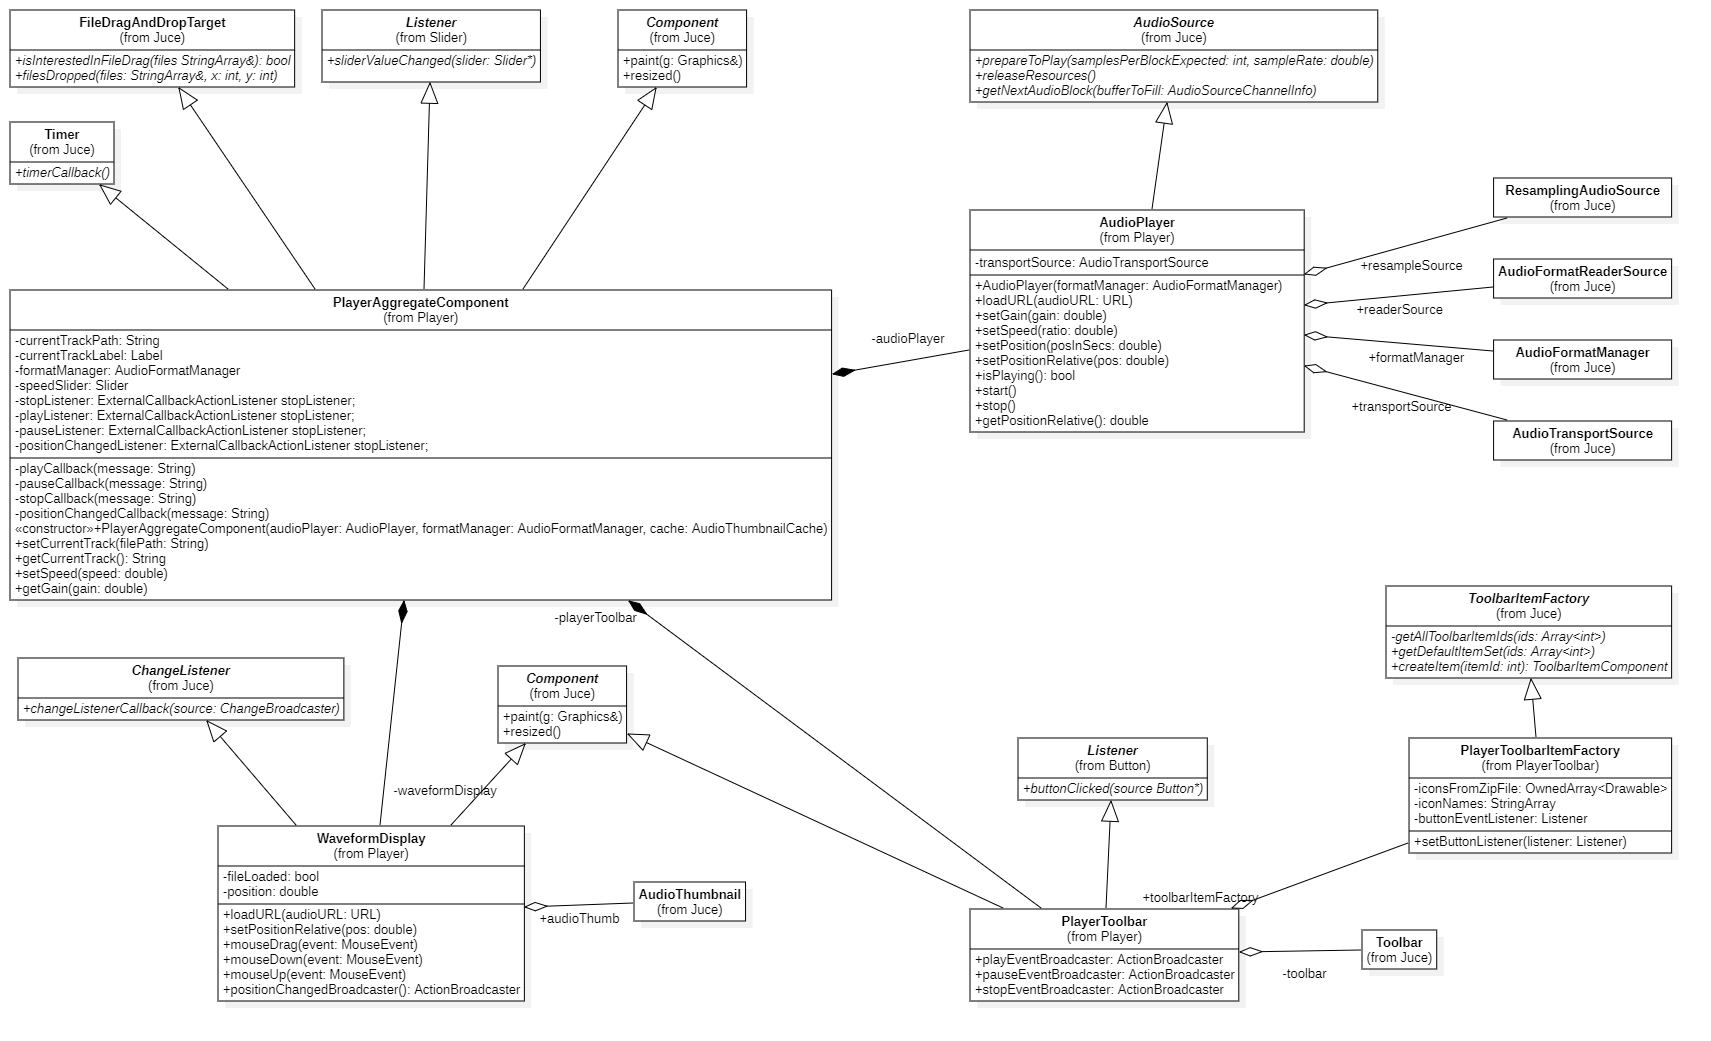 FileDragAndDropTarget
(from Juce)
+isInterestedInFileDrag(files StringArray&): bool
+filesDropped(files: StringArray&, x: int, y: int)
Listener
(from Slider)
+sliderValueChanged(slider: Slider*)
Component
(from Juce)
+paint(g: Graphics&)
+resized()
AudioSource
(from Juce)
+prepareToPlay(samplesPerBlockExpected: int, sampleRate: double)
+releaseResources()
+getNextAudioBlock(bufferToFill: AudioSourceChannelInfo)
Timer
(from Juce)
+timerCallback()
AudioPlayer
(from Player)
-transportSource: AudioTransportSource
+AudioPlayer(formatManager: AudioFormatManager)
+loadURL(audioURL: URL)
+setGain(gain: double)
+setSpeed(ratio: double)
+setPosition(posInSecs: double)
+setPositionRelative(pos: double)
+isPlaying(): bool
+start()
+stop()
+getPositionRelative(): double
ResamplingAudioSource
(from Juce)
+resampleSource
AudioFormatReaderSource
(from Juce)
+readerSource
AudioFormatManager
(from Juce)
+formatManager
+transportSource
AudioTransportSource
(from Juce)
PlayerAggregateComponent
(from Player)
-currentTrackPath: String
-currentTrackLabel: Label
-formatManager: AudioFormatManager
-speedSlider: Slider
-stopListener: ExternalCallbackActionListener stopListener;
-playListener: ExternalCallbackActionListener stopListener;
-pauseListener: ExternalCallbackActionListener stopListener;
-positionChangedListener: ExternalCallbackActionListener stopListener;
-playCallback(message: String)
-pauseCallback(message: String)
-stopCallback(message: String)
-positionChangedCallback(message: String)
«constructor»+PlayerAggregateComponent(audioPlayer: AudioPlayer, formatManager: AudioFormatManager, cache: AudioThumbnailCache)
+setCurrentTrack(filePath: String)
+getCurrentTrack(): String
+setSpeed(speed: double)
+getGain(gain: double)
-audioPlayer
-playerToolbar
ToolbarItemFactory
(from Juce)
-getAllToolbarItemIds(ids: Array<int>)
+getDefaultItemSet(ids: Array<int>)
+createItem(itemId: int): ToolbarItemComponent
ChangeListener
(from Juce)
+changeListenerCallback(source: ChangeBroadcaster)
Component
(from Juce)
+paint(g: Graphics&)
+resized()
-waveformDisplay
Listener
(from Button)
+buttonClicked(source Button*)
PlayerToolbarItemFactory
(from PlayerToolbar)
-iconsFromZipFile: OwnedArray<Drawable>
-iconNames: StringArray
-buttonEventListener: Listener
+setButtonListener(listener: Listener)
WaveformDisplay
(from Player)
-fileLoaded: bool
-position: double
+loadURL(audioURL: URL)
+setPositionRelative(pos: double)
+mouseDrag(event: MouseEvent)
+mouseDown(event: MouseEvent)
+mouseUp(event: MouseEvent)
+positionChangedBroadcaster(): ActionBroadcaster
AudioThumbnail
(from Juce)
+audioThumb
+toolbarItemFactory
PlayerToolbar
(from Player)
+playEventBroadcaster: ActionBroadcaster
+pauseEventBroadcaster: ActionBroadcaster
+stopEventBroadcaster: ActionBroadcaster
Toolbar
(from Juce)
-toolbar